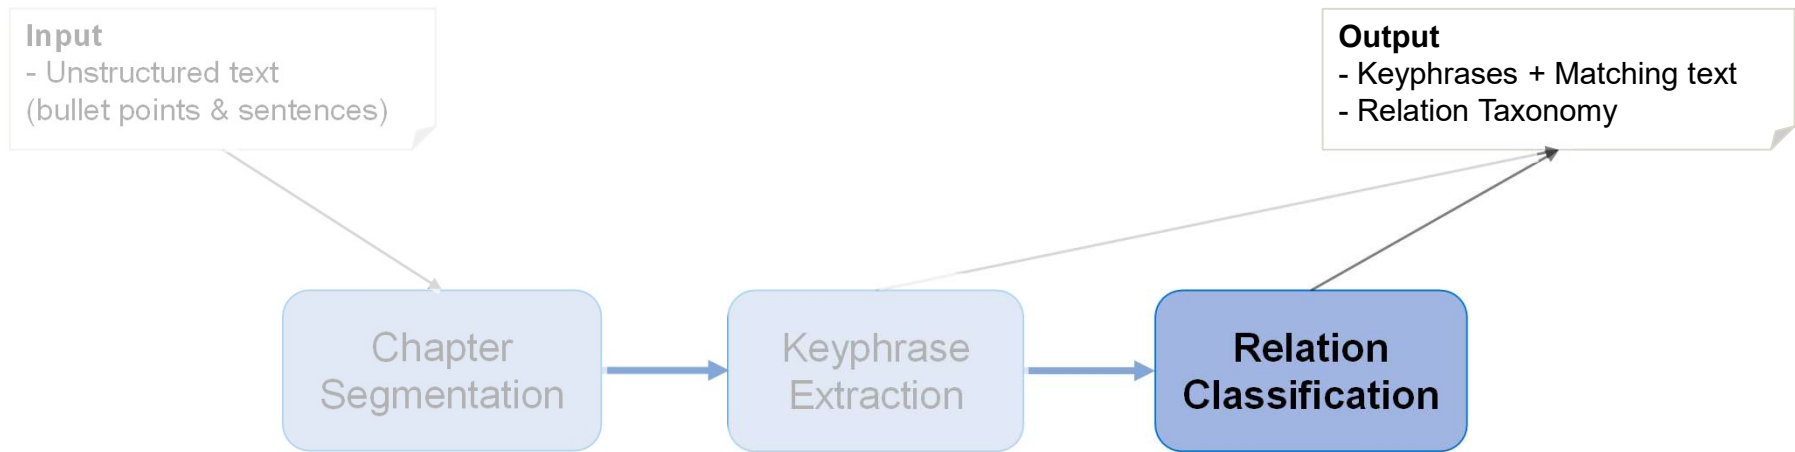 Input
- Unstructured text
(bullet points & sentences)
Output
- Keyphrases + Matching text
- Relation Taxonomy
Chapter
Segmentation
Keyphrase
Extraction
Relation
Classification